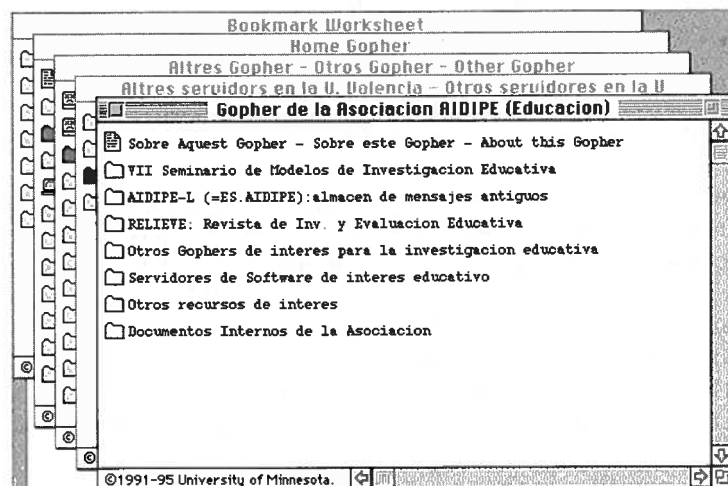 Bookmark Worksheet
Home Gopher
Altres Gopher - Otros Gopher - Other Gopher
Altres servidors en la U. Valencia - Otros servidores en la U
Gopher de la Asociacion AIDIPE (Educacion)
Sobre Aquest Gopher - Sobre este Gopher - About this Gopher
VII Seminario de Modelos de Investigacion Educativa
AIDIPE-L (=ES.AIDIPE):almacen de mensajes antiguos
RELIEVE: Revista de Inv. y Evaluacion Educativa
Otros Gophers de interes para la investigacion educativa
Servidores de Software de interes educativo
Otros recursos de interes
Documentos Internos de la Asociacion
©
©
©
©
©1991-95 University of Minnesota.